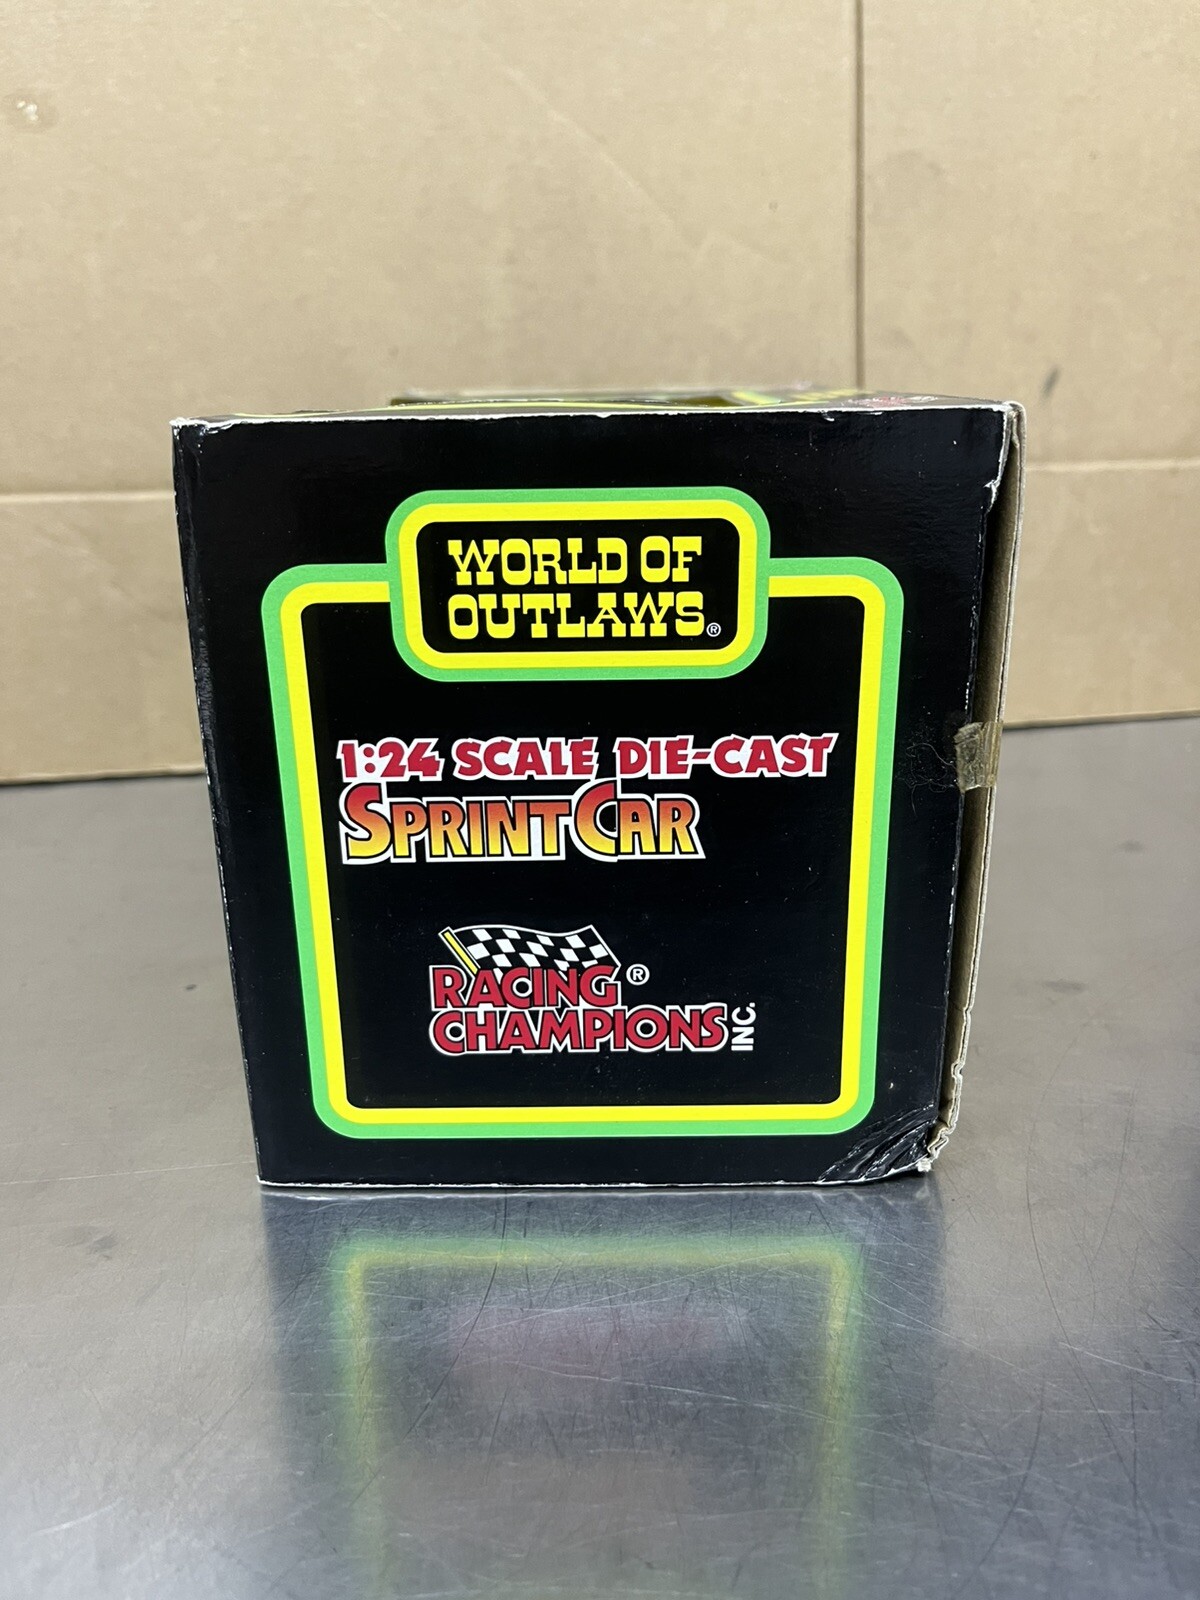 WORLD OF
OUTLAWS®
1:24 SCALE DIE-CAST
SPRINT CAR
RACING ®
CHAMPIONS INC.